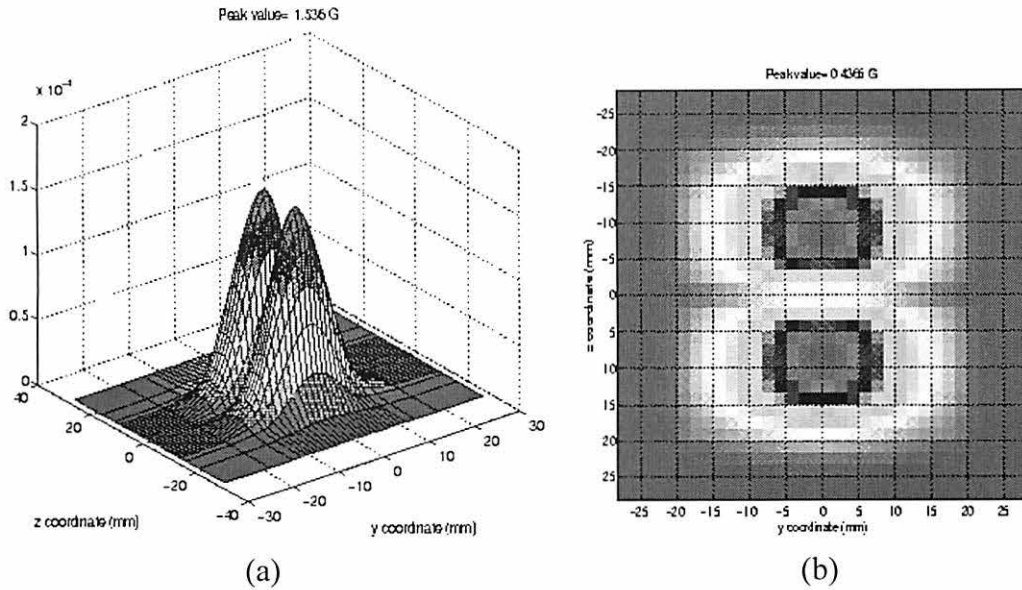 Peak value= 1.536 G
x 10⁻⁴
2
1.5
1
0.5
0
40
20
0
-20
-40
z coordinate (mm)
-30
-20
-10
0
10
20
30
y coordinate (mm)
(a)
Peak value= 0.4366 G
-25
-20
-15
-10
-5
0
5
10
15
20
25
z coordinate (mm)
-25 -20 -15 -10 -5 0 5 10 15 20 25
y coordinate (mm)
(b)